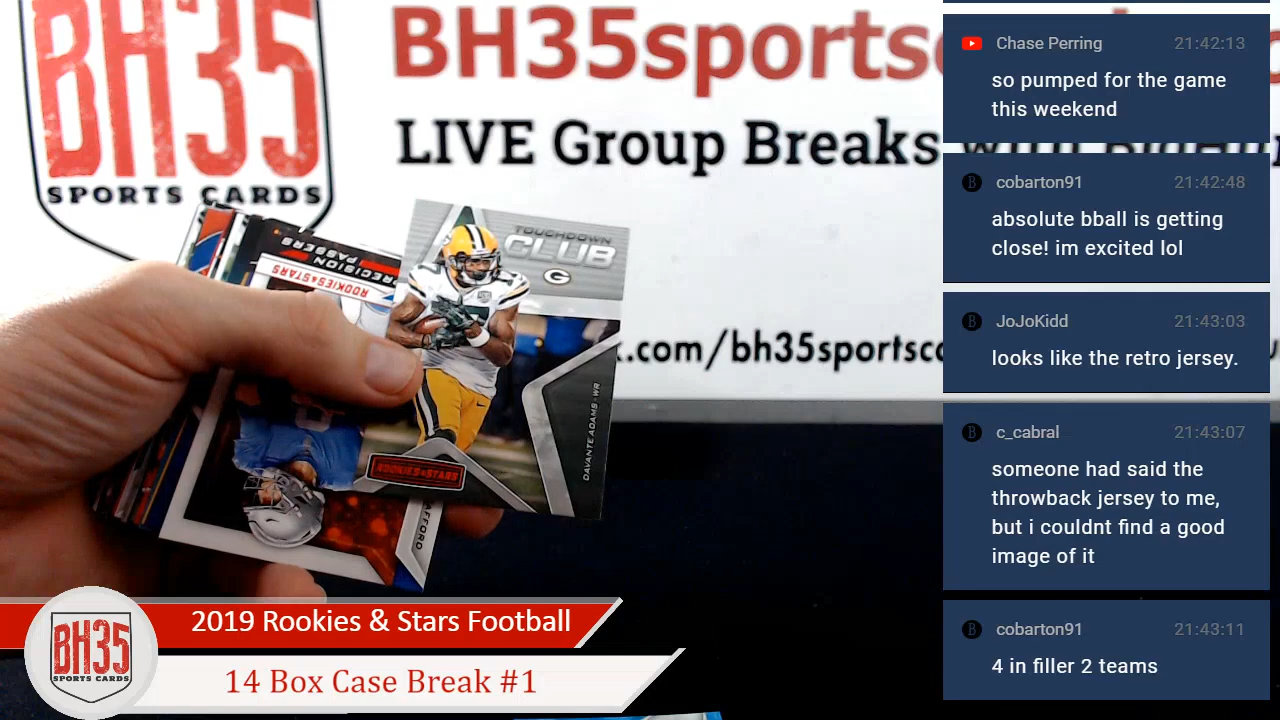 BH35
SPORTS CARDS
BH35sports
LIVE Group Breaks with
.com/bh35sportsc
TOUCHDOWN
CLUB
G
DAVANTE ADAMS - WR
ROOKIES & STARS
PRECISION
PASSERS
ROOKIES & STARS
AFFORD
2019 Rookies & Stars Football
14 Box Case Break #1
BH35
SPORTS CARDS
Chase Perring 21:42:13
so pumped for the game
this weekend
cobarton91 21:42:48
absolute bball is getting
close! im excited lol
JoJoKidd 21:43:03
looks like the retro jersey.
c_cabral 21:43:07
someone had said the
throwback jersey to me,
but i couldnt find a good
image of it
cobarton91 21:43:11
4 in filler 2 teams